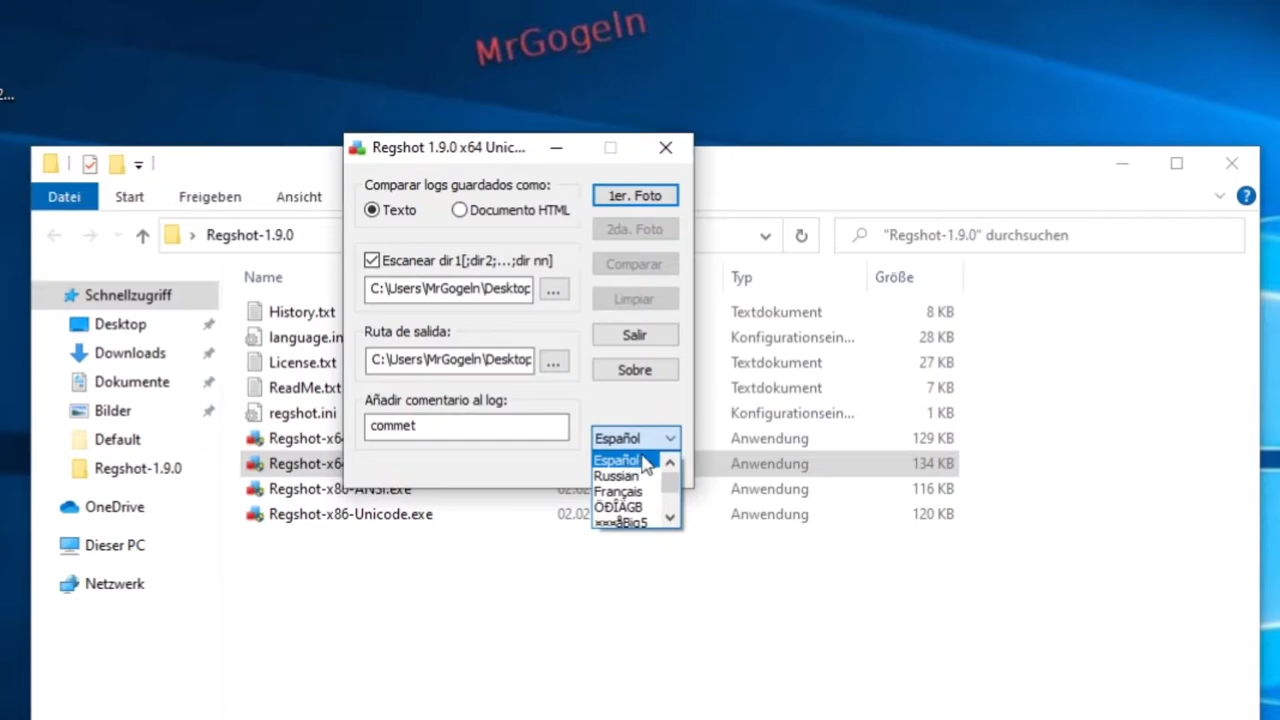 MrGogeln
2...
Regshot 1.9.0 x64 Unic...
Comparar logs guardados como:
Texto
Documento HTML
1er. Foto
2da. Foto
Escanear dir1[;dir2;...;dir nn]
Comparar
C:\Users\MrGogeln\Desktop
...
Limpiar
Ruta de salida:
Salir
C:\Users\MrGogeln\Desktop
...
Sobre
Añadir comentario al log:
commet
Español
Español
Russian
Français
ÖÐÎÄGB
¤¤¤åBig5
Datei
Start
Freigeben
Ansicht
?
Regshot-1.9.0
"Regshot-1.9.0" durchsuchen
Name
Typ
Größe
Schnellzugriff
Desktop
Downloads
Dokumente
Bilder
Default
Regshot-1.9.0
OneDrive
Dieser PC
Netzwerk
History.txt
Textdokument
8 KB
language.in
Konfigurationsein...
28 KB
License.txt
Textdokument
27 KB
ReadMe.txt
Textdokument
7 KB
regshot.ini
Konfigurationsein...
1 KB
Regshot-x64
Anwendung
129 KB
Regshot-x64
Anwendung
134 KB
Regshot-x86-ANSI.exe
02.02
Anwendung
116 KB
Regshot-x86-Unicode.exe
02.02
Anwendung
120 KB